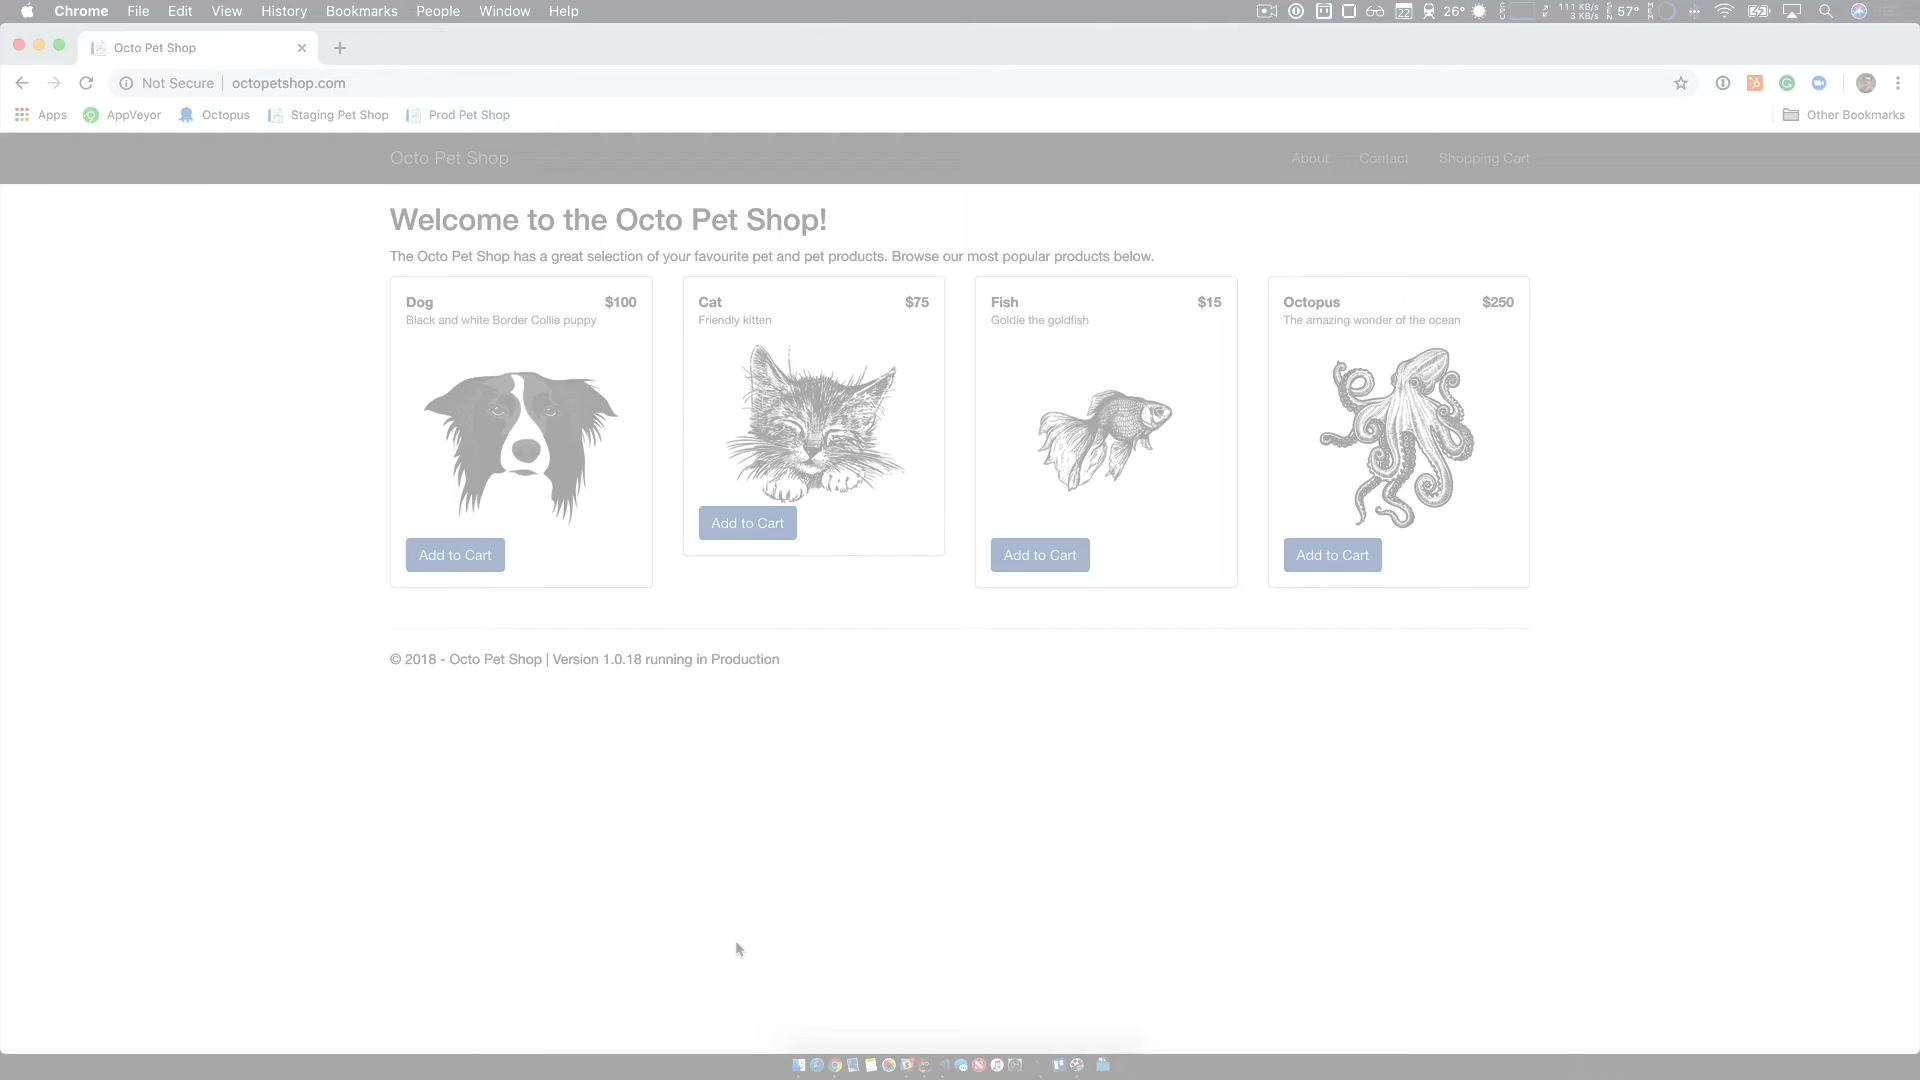 Chrome File Edit View History Bookmarks People Window Help
22 26° 111 KB/s 3 KB/s 57°
Octo Pet Shop
Not Secure | octopetshop.com
Apps AppVeyor Octopus Staging Pet Shop Prod Pet Shop Other Bookmarks
Octo Pet Shop About Contact Shopping Cart
Welcome to the Octo Pet Shop!
The Octo Pet Shop has a great selection of your favourite pet and pet products. Browse our most popular products below.
Dog $100
Black and white Border Collie puppy
Add to Cart
Cat $75
Friendly kitten
Add to Cart
Fish $15
Goldie the goldfish
Add to Cart
Octopus $250
The amazing wonder of the ocean
Add to Cart
© 2018 - Octo Pet Shop | Version 1.0.18 running in Production